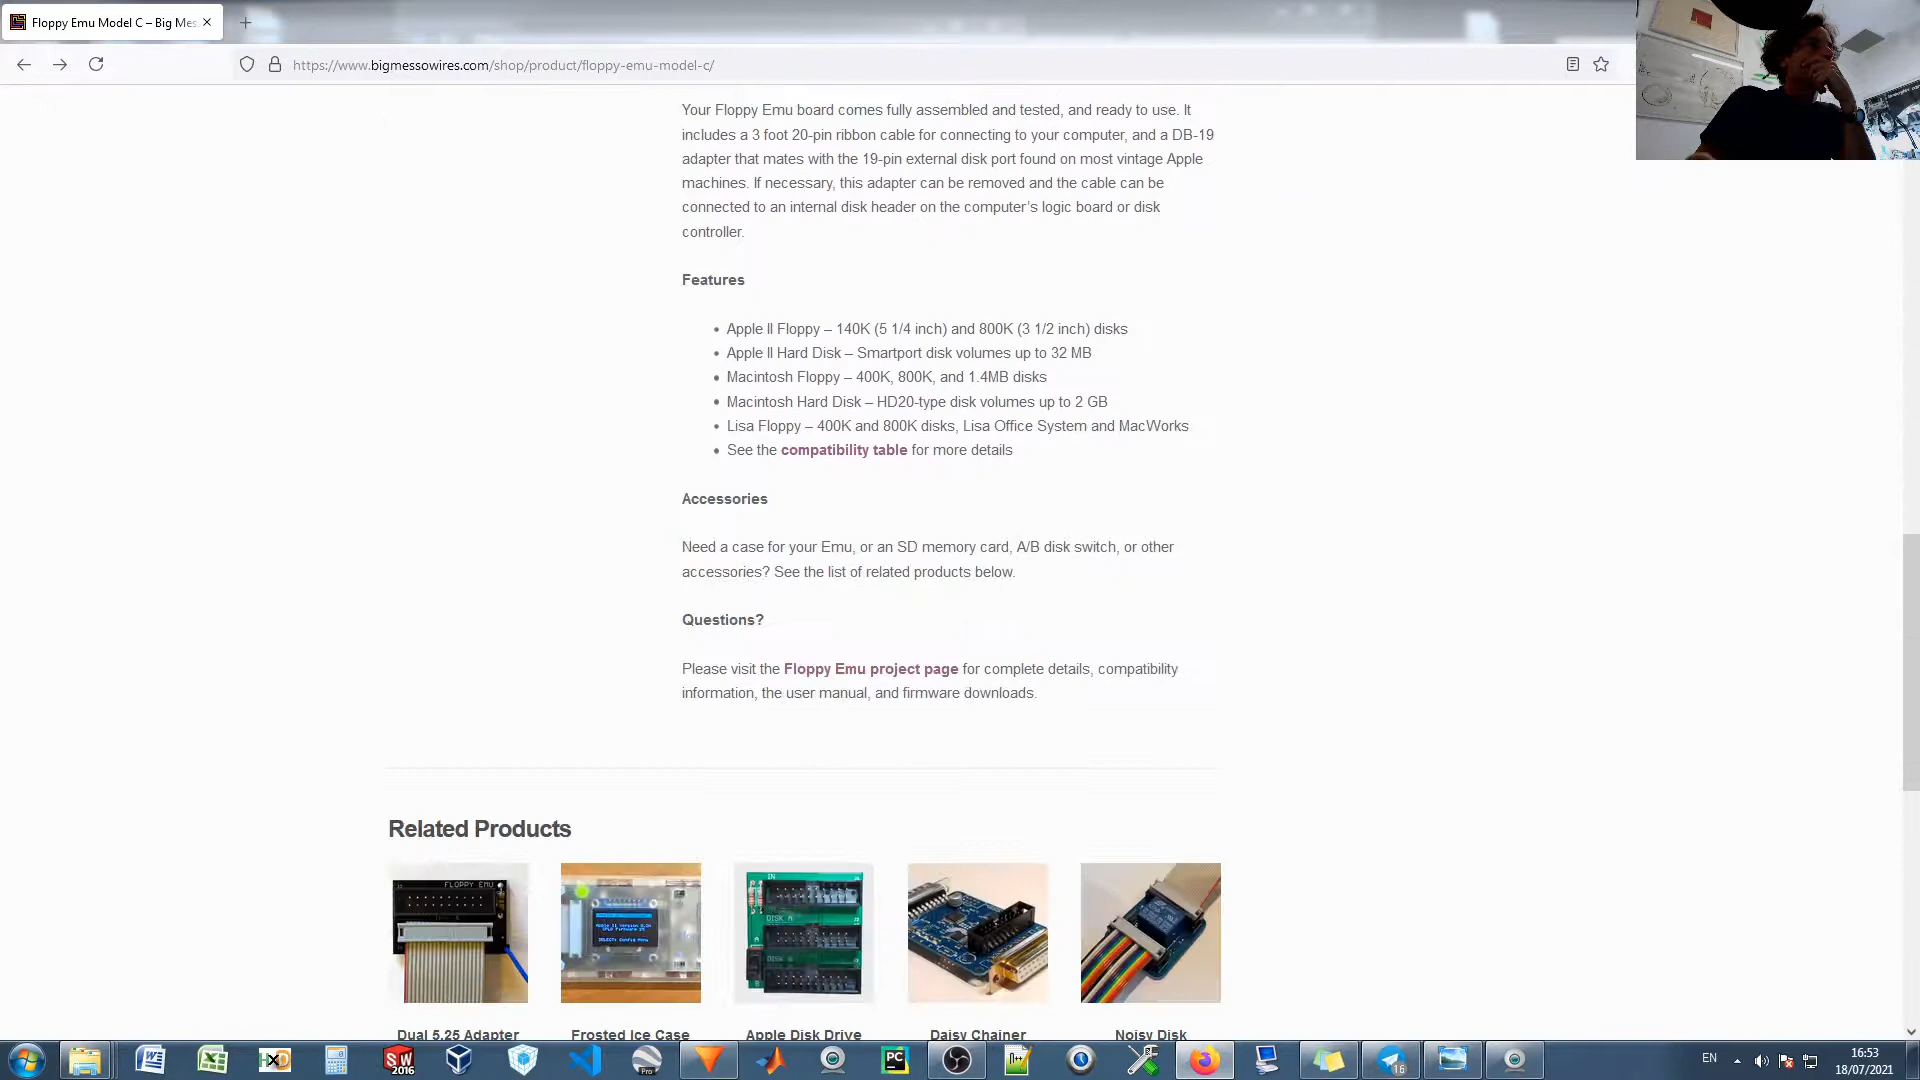 Floppy Emu Model C – Big Mes
https://www.bigmessowires.com/shop/product/floppy-emu-model-c/
Your Floppy Emu board comes fully assembled and tested, and ready to use. It
includes a 3 foot 20-pin ribbon cable for connecting to your computer, and a DB-19
adapter that mates with the 19-pin external disk port found on most vintage Apple
machines. If necessary, this adapter can be removed and the cable can be
connected to an internal disk header on the computer’s logic board or disk
controller.
Features
Apple II Floppy – 140K (5 1/4 inch) and 800K (3 1/2 inch) disks
Apple II Hard Disk – Smartport disk volumes up to 32 MB
Macintosh Floppy – 400K, 800K, and 1.4MB disks
Macintosh Hard Disk – HD20-type disk volumes up to 2 GB
Lisa Floppy – 400K and 800K disks, Lisa Office System and MacWorks
See the compatibility table for more details
Accessories
Need a case for your Emu, or an SD memory card, A/B disk switch, or other
accessories? See the list of related products below.
Questions?
Please visit the Floppy Emu project page for complete details, compatibility
information, the user manual, and firmware downloads.
Related Products
FLOPPY EMU
IN
DISK A
Dual 5.25 Adapter
Frosted Ice Case
Apple Disk Drive
Daisy Chainer
Noisy Disk
SW
2016
Pro
PC
16
EN
16:53
18/07/2021